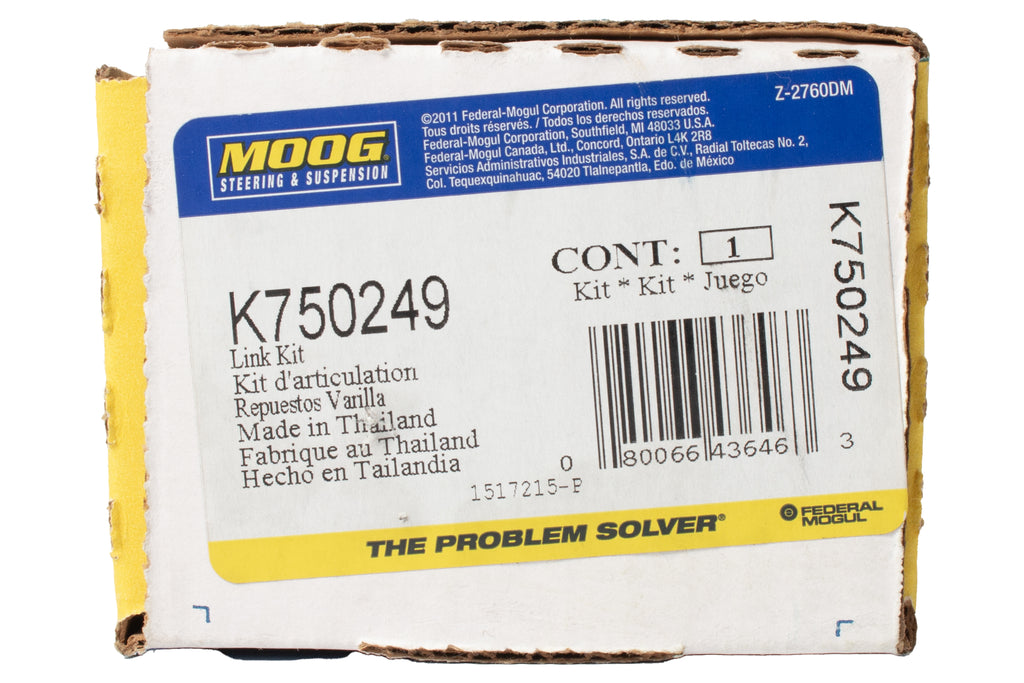 MOOG
STEERING & SUSPENSION
©2011 Federal-Mogul Corporation. All rights reserved.
Tous droits réservés. / Todos los derechos reservados.
Federal-Mogul Corporation, Southfield, MI 48033 U.S.A.
Federal-Mogul Canada, Ltd., Concord, Ontario L4K 2R8
Servicios Administrativos Industriales, S.A. de C.V., Radial Toltecas No. 2,
Col. Tequexquinahuac, 54020 Tlalnepantla, Edo. de México
Z-2760DM
CONT: 1
Kit * Kit * Juego
K750249
K750249
Link Kit
Kit d'articulation
Repuestos Varilla
Made in Thailand
Fabrique au Thailand
Hecho en Tailandia
0 80066 43646 3
1517215-P
THE PROBLEM SOLVER®
FEDERAL
MOGUL